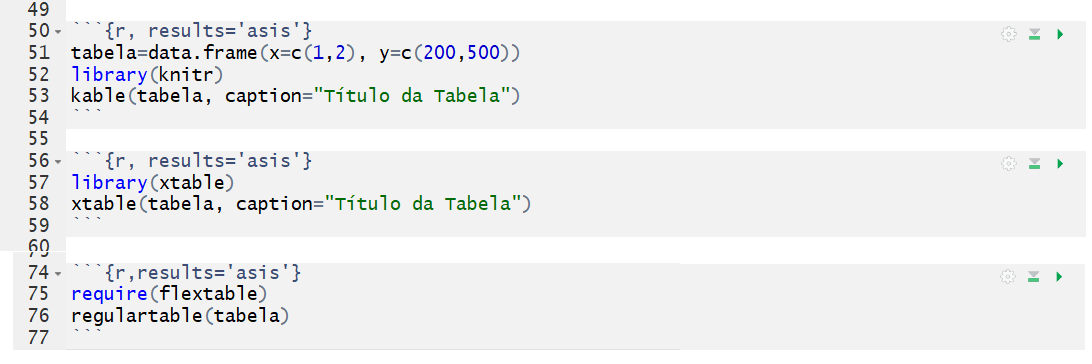 49
50 ```{r, results='asis'}
51 tabela=data.frame(x=c(1,2), y=c(200,500))
52 library(knitr)
53 kable(tabela, caption="Título da Tabela")
54 ```
55
56 ```{r, results='asis'}
57 library(xtable)
58 xtable(tabela, caption="Título da Tabela")
59 ```
60
74 ```{r,results='asis'}
75 require(flextable)
76 regulartable(tabela)
77 ```